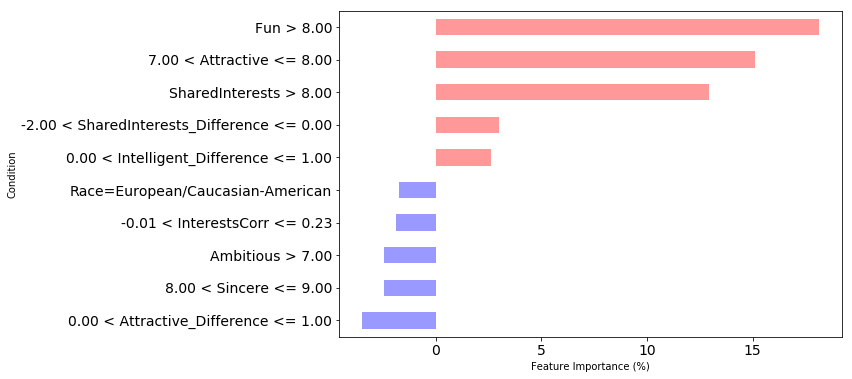 Fun > 8.00
7.00 < Attractive <= 8.00
SharedInterests > 8.00
-2.00 < SharedInterests_Difference <= 0.00
0.00 < Intelligent_Difference <= 1.00
Race=European/Caucasian-American
-0.01 < InterestsCorr <= 0.23
Ambitious > 7.00
8.00 < Sincere <= 9.00
0.00 < Attractive_Difference <= 1.00
Condition
0 5 10 15
Feature Importance (%)